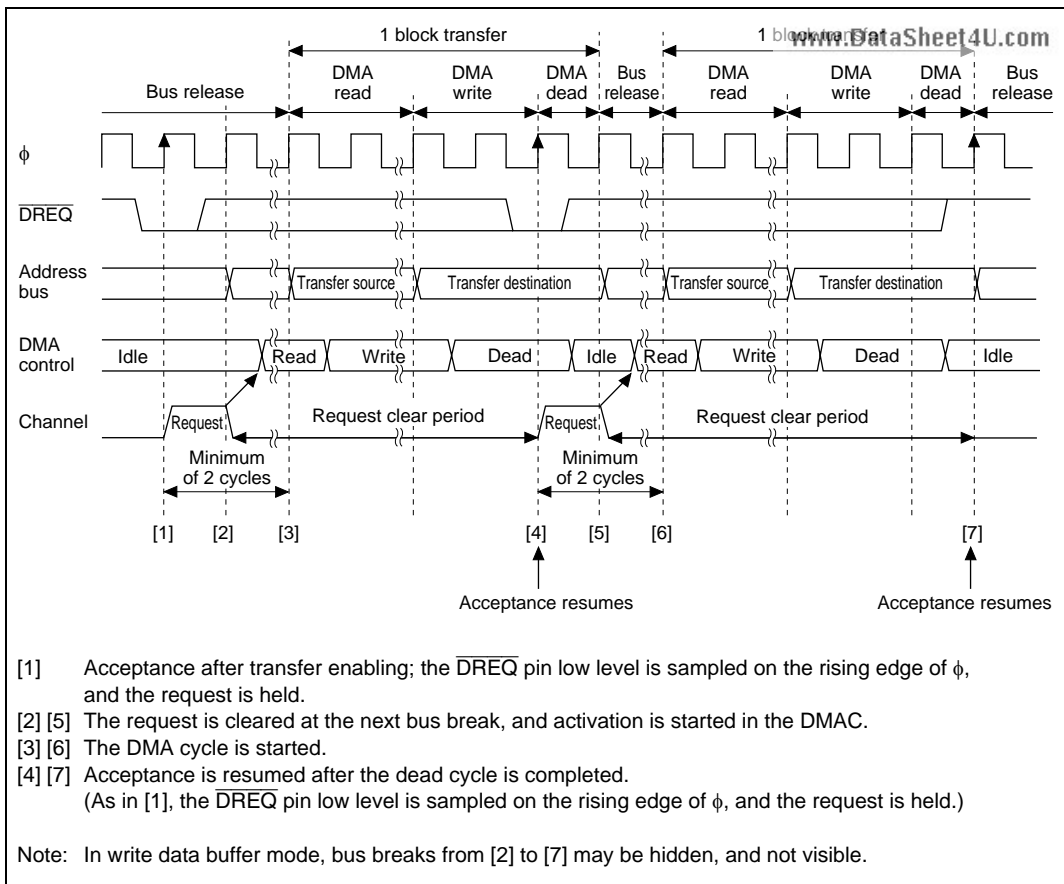 1 block transfer 1 block transfer
www.DataSheet4U.com
Bus release DMA read DMA write DMA dead Bus release DMA read DMA write DMA dead Bus release
ϕ
DREQ
Address bus Transfer source Transfer destination Transfer source Transfer destination
DMA control Idle Read Write Dead Idle Read Write Dead Idle
Channel Request Request clear period Request Request clear period
Minimum of 2 cycles Minimum of 2 cycles
[1] [2] [3] [4] [5] [6] [7]
Acceptance resumes Acceptance resumes
[1] Acceptance after transfer enabling; the DREQ pin low level is sampled on the rising edge of ϕ,
and the request is held.
[2] [5] The request is cleared at the next bus break, and activation is started in the DMAC.
[3] [6] The DMA cycle is started.
[4] [7] Acceptance is resumed after the dead cycle is completed.
(As in [1], the DREQ pin low level is sampled on the rising edge of ϕ, and the request is held.)
Note: In write data buffer mode, bus breaks from [2] to [7] may be hidden, and not visible.